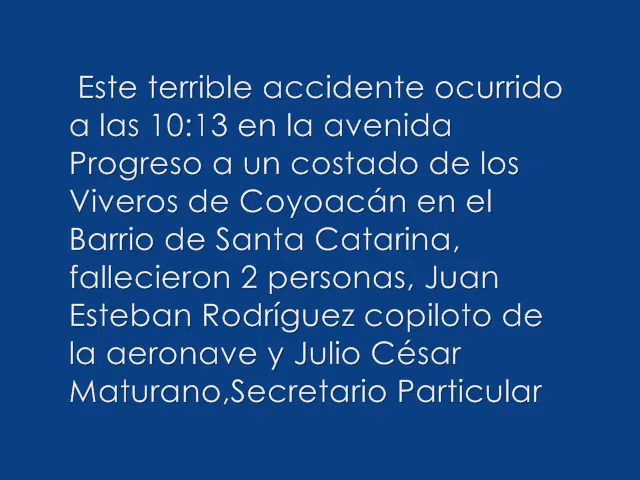 Este terrible accidente ocurrido
a las 10:13 en la avenida
Progreso a un costado de los
Viveros de Coyoacán en el
Barrio de Santa Catarina,
fallecieron 2 personas, Juan
Esteban Rodríguez copiloto de
la aeronave y Julio César
Maturano,Secretario Particular